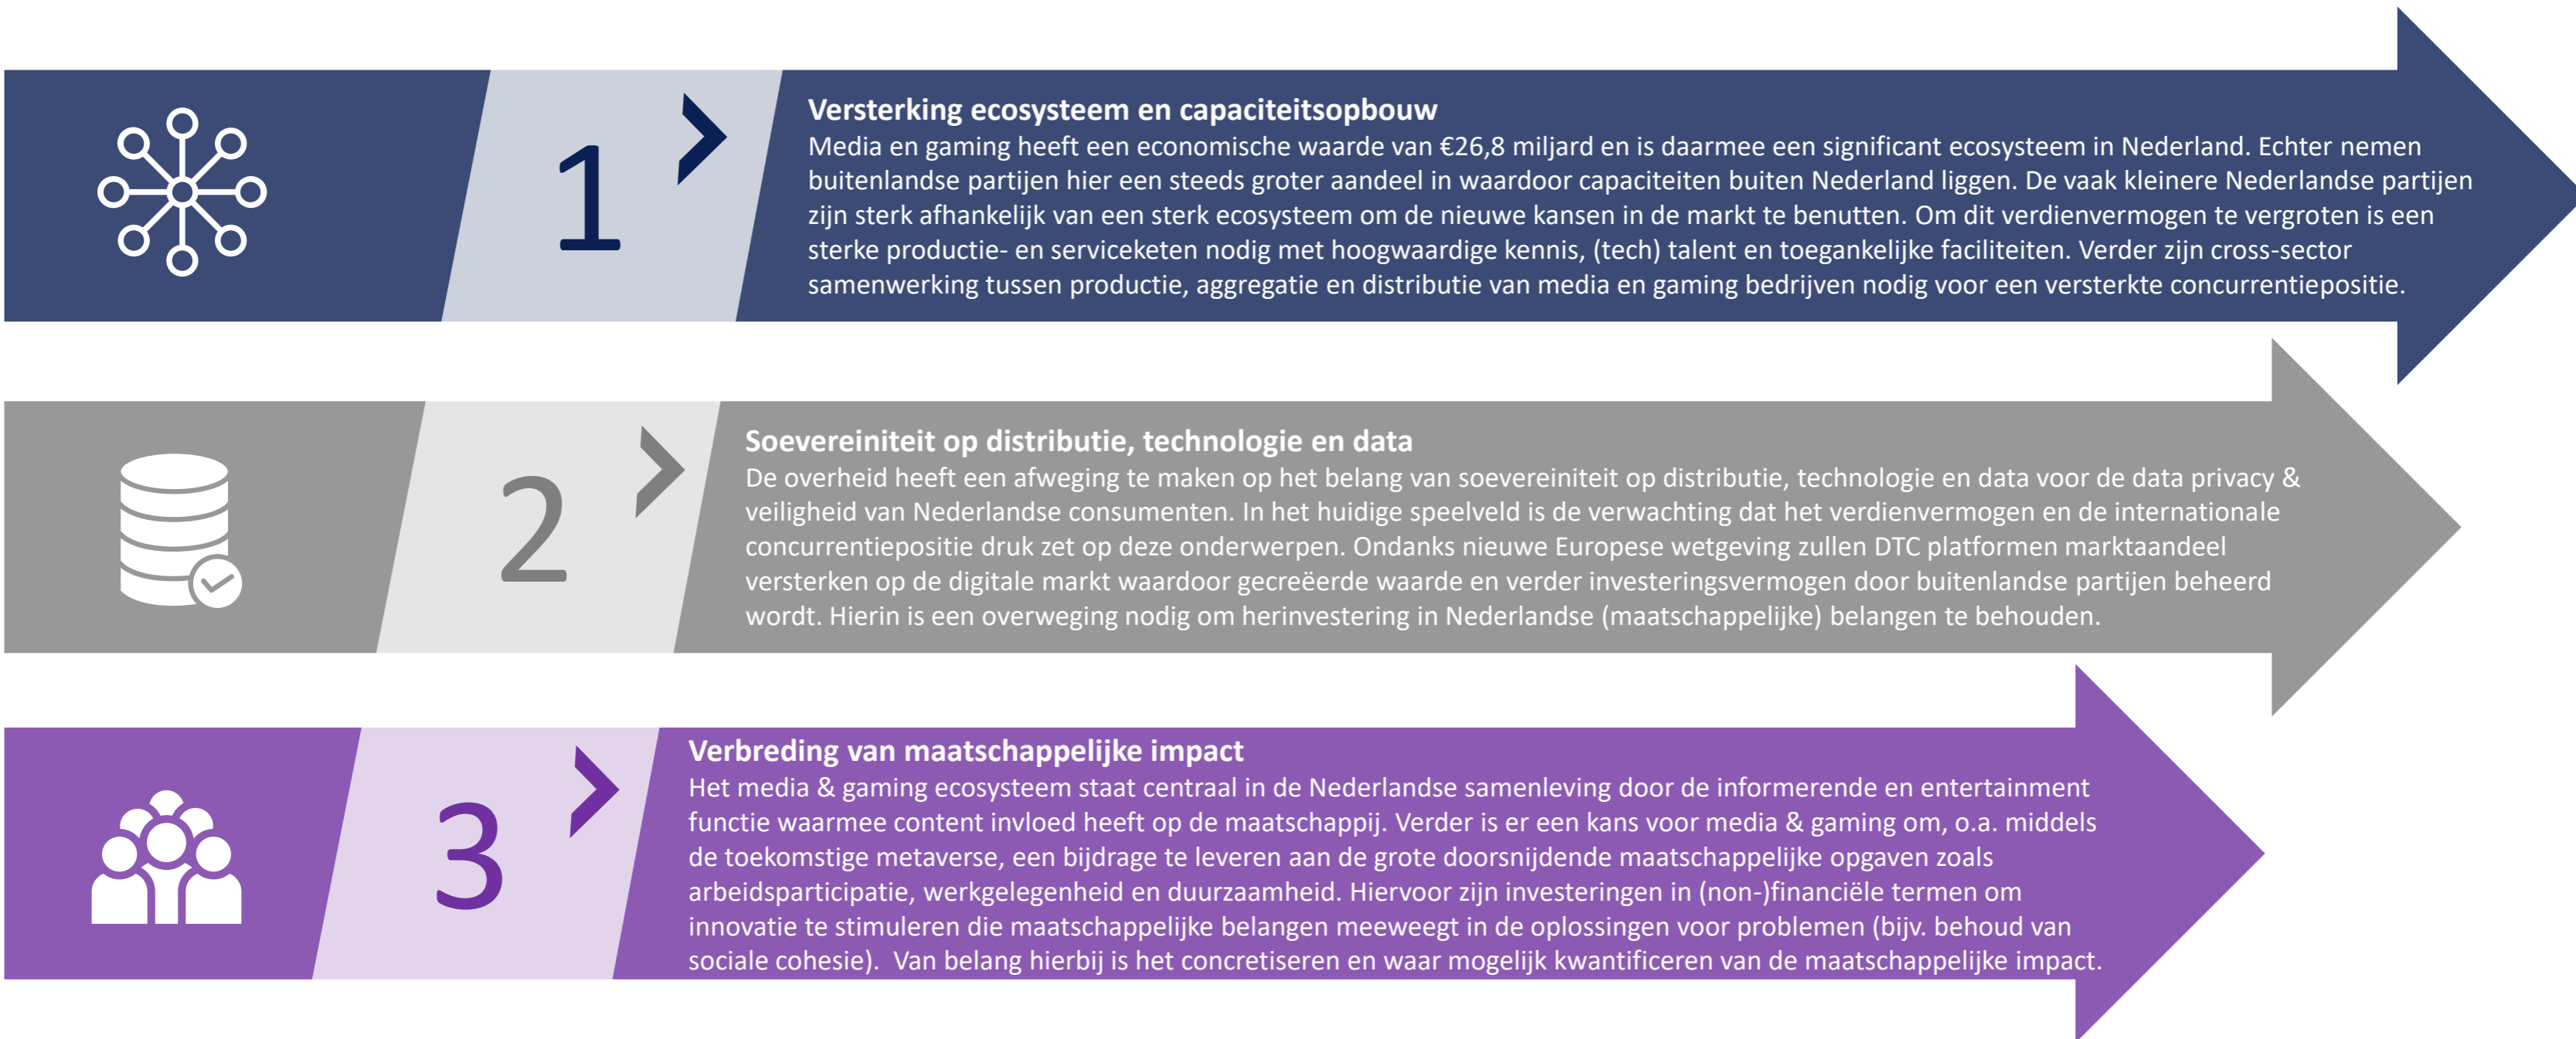 1
Versterking ecosysteem en capaciteitsopbouw
Media en gaming heeft een economische waarde van €26,8 miljard en is daarmee een significant ecosysteem in Nederland. Echter nemen
buitenlandse partijen hier een steeds groter aandeel in waardoor capaciteiten buiten Nederland liggen. De vaak kleinere Nederlandse partijen
zijn sterk afhankelijk van een sterk ecosysteem om de nieuwe kansen in de markt te benutten. Om dit verdienvermogen te vergroten is een
sterke productie- en serviceketen nodig met hoogwaardige kennis, (tech) talent en toegankelijke faciliteiten. Verder zijn cross-sector
samenwerking tussen productie, aggregatie en distributie van media en gaming bedrijven nodig voor een versterkte concurrentiepositie.
2
Soevereiniteit op distributie, technologie en data
De overheid heeft een afweging te maken op het belang van soevereiniteit op distributie, technologie en data voor de data privacy &
veiligheid van Nederlandse consumenten. In het huidige speelveld is de verwachting dat het verdienvermogen en de internationale
concurrentiepositie druk zet op deze onderwerpen. Ondanks nieuwe Europese wetgeving zullen DTC platformen marktaandeel
versterken op de digitale markt waardoor gecreëerde waarde en verder investeringsvermogen door buitenlandse partijen beheerd
wordt. Hierin is een overweging nodig om herinvestering in Nederlandse (maatschappelijke) belangen te behouden.
3
Verbreding van maatschappelijke impact
Het media & gaming ecosysteem staat centraal in de Nederlandse samenleving door de informerende en entertainment
functie waarmee content invloed heeft op de maatschappij. Verder is er een kans voor media & gaming om, o.a. middels
de toekomstige metaverse, een bijdrage te leveren aan de grote doorsnijdende maatschappelijke opgaven zoals
arbeidsparticipatie, werkgelegenheid en duurzaamheid. Hiervoor zijn investeringen in (non-)financiële termen om
innovatie te stimuleren die maatschappelijke belangen meeweegt in de oplossingen voor problemen (bijv. behoud van
sociale cohesie).  Van belang hierbij is het concretiseren en waar mogelijk kwantificeren van de maatschappelijke impact.